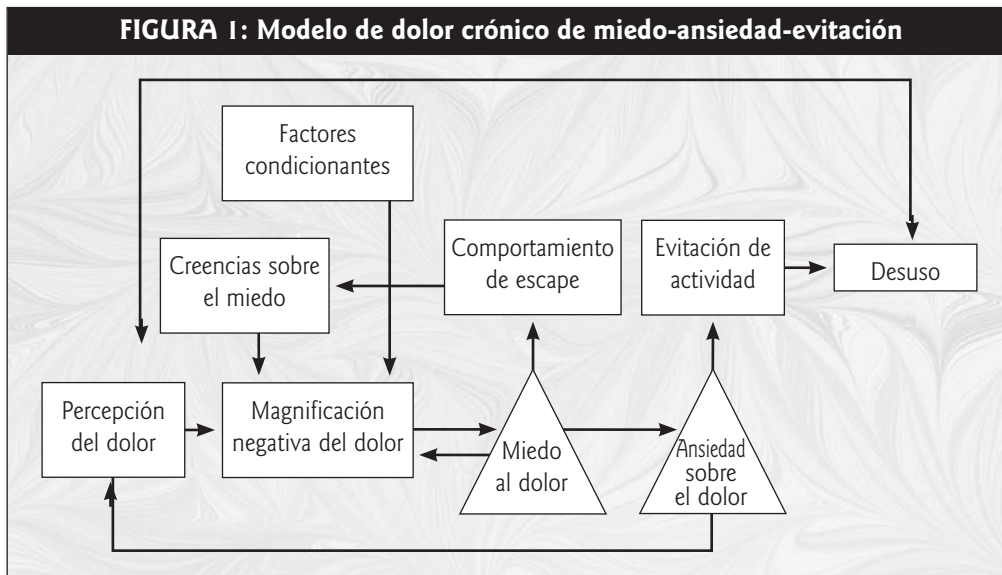 FIGURA 1: Modelo de dolor crónico de miedo-ansiedad-evitación
Factores
condicionantes
Creencias sobre
el miedo
Comportamiento
de escape
Evitación de
actividad
Desuso
Percepción
del dolor
Magnificación
negativa del dolor
Miedo
al dolor
Ansiedad
sobre
el dolor